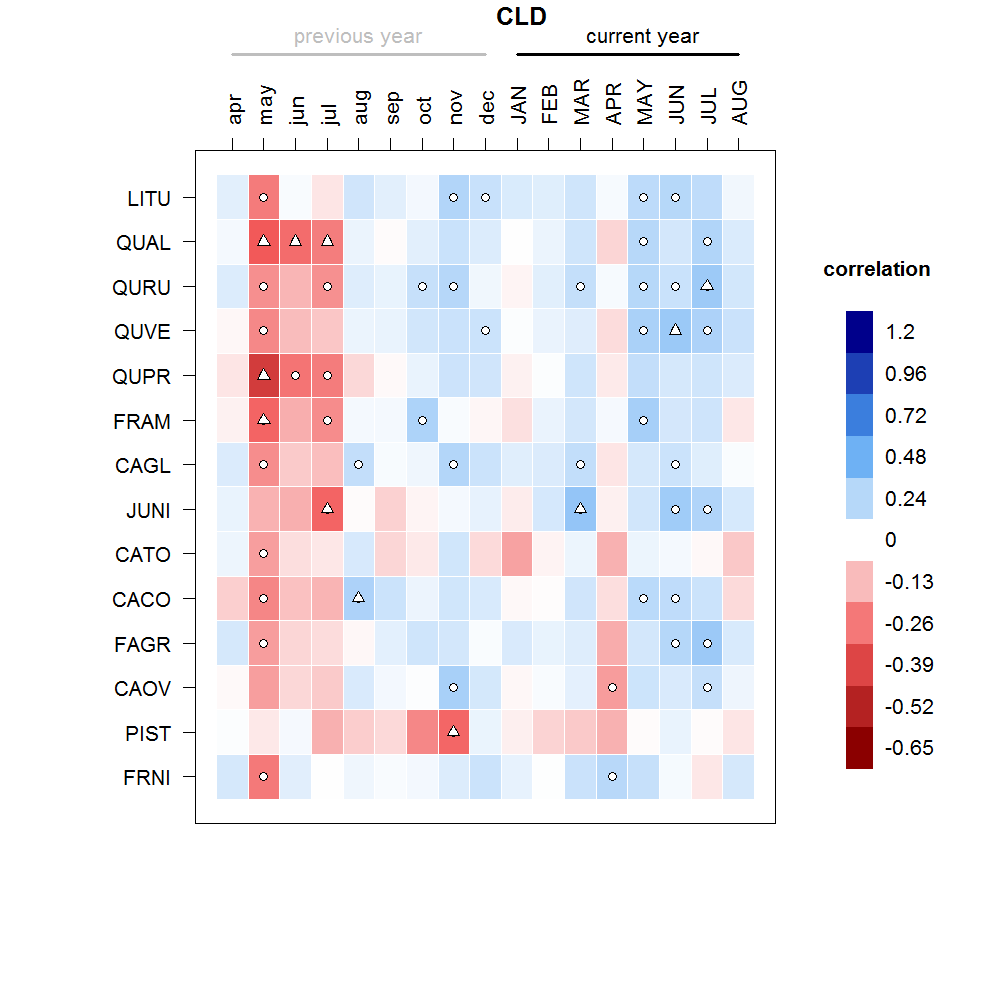 CLD
previous year
current year
apr may jun jul aug sep oct nov dec JAN FEB MAR APR MAY JUN JUL AUG
LITU
QUAL
QURU
QUVE
QUPR
FRAM
CAGL
JUNI
CATO
CACO
FAGR
CAOV
PIST
FRNI
correlation
1.2
0.96
0.72
0.48
0.24
0
-0.13
-0.26
-0.39
-0.52
-0.65